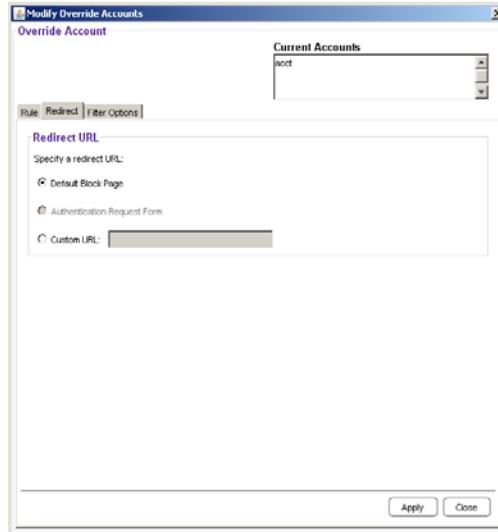 Modify Override Accounts
Override Account
Current Accounts
acct
Rule Redirect Filter Options
Redirect URL
Specify a redirect URL:
Default Block Page
Authentication Request Form
Custom URL:
Apply Close